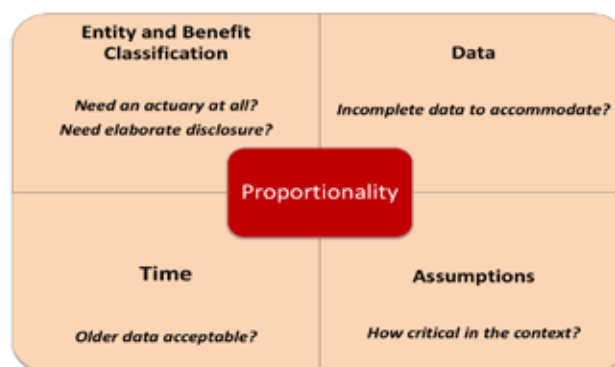 Entity and Benefit
Classification
Need an actuary at all?
Need elaborate disclosure?
Data
Incomplete data to accommodate?
Proportionality
Time
Older data acceptable?
Assumptions
How critical in the context?